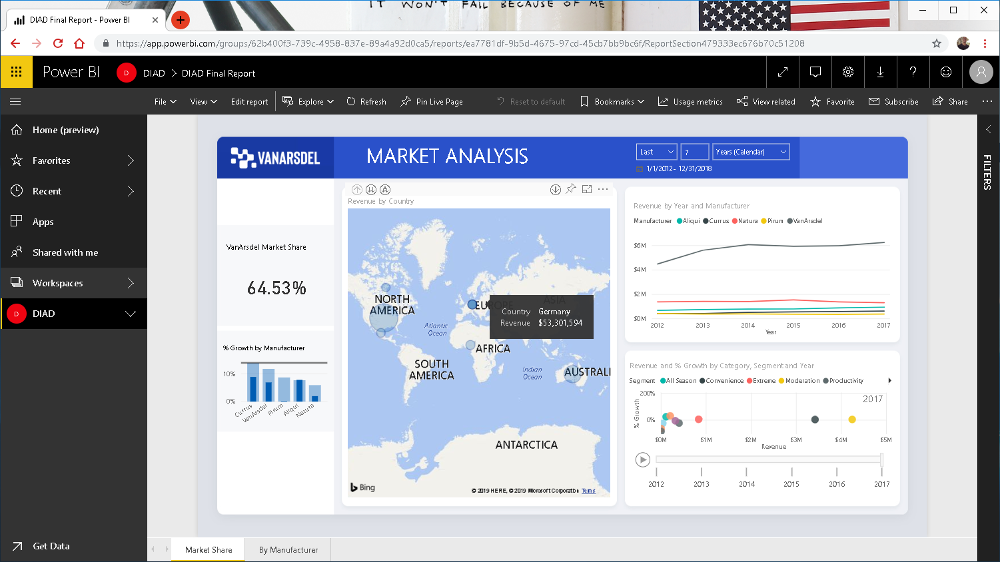 IT WON'T FAIL BECAUSE OF ME
DIAD Final Report - Power BI
https://app.powerbi.com/groups/62b400f3-739c-4958-837e-89a4a92d0ca5/reports/ea7781df-9b5d-4675-97cd-45cb7bb9bc6f/ReportSection479333ec676b70c51208
Power BI D DIAD > DIAD Final Report
File View Edit report Explore Refresh Pin Live Page Reset to default Bookmarks Usage metrics View related Favorite Subscribe Share
Home (preview)
Favorites
Recent
Apps
Shared with me
Workspaces
D DIAD
Get Data
VANARSDEL
MARKET ANALYSIS
Last 7 Years (Calendar)
1/1/2012 - 12/31/2018
VanArsdel Market Share
64.53%
% Growth by Manufacturer
10%
0%
Currus VanArsdel Pirum Aliqui Natura
Revenue by Country
NORTH AMERICA
EUROPE
ASIA
Atlantic Ocean
AFRICA
SOUTH AMERICA
Indian Ocean
AUSTRALI
ANTARCTICA
Country Germany
Revenue $53,301,594
Bing
© 2019 HERE, © 2019 Microsoft Corporation Terms
Revenue by Year and Manufacturer
Manufacturer Aliqui Currus Natura Pirum VanArsdel
$6M
$4M
$2M
$0M
2012 2013 2014 2015 2016 2017
Year
Revenue and % Growth by Category, Segment and Year
Segment All Season Convenience Extreme Moderation Productivity
200%
2017
% Growth
0%
$0M $1M $2M $3M $4M $5M
Revenue
2012 2013 2014 2015 2016 2017
FILTERS
Market Share By Manufacturer